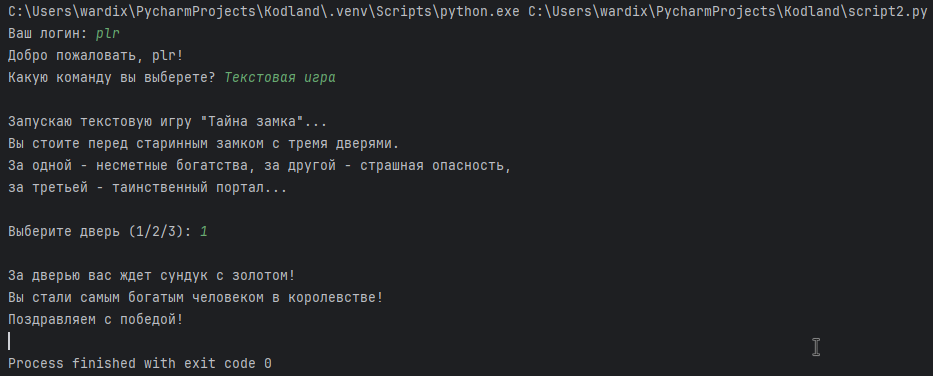 C:\Users\wardix\PycharmProjects\Kodland\.venv\Scripts\python.exe C:\Users\wardix\PycharmProjects\Kodland\script2.py
Ваш логин: plr
Добро пожаловать, plr!
Какую команду вы выберете? Текстовая игра
Запускаю текстовую игру "Тайна замка"...
Вы стоите перед старинным замком с тремя дверями.
За одной - несметные богатства, за другой - страшная опасность,
за третьей - таинственный портал...
Выберите дверь (1/2/3): 1
За дверью вас ждет сундук с золотом!
Вы стали самым богатым человеком в королевстве!
Поздравляем с победой!
Process finished with exit code 0